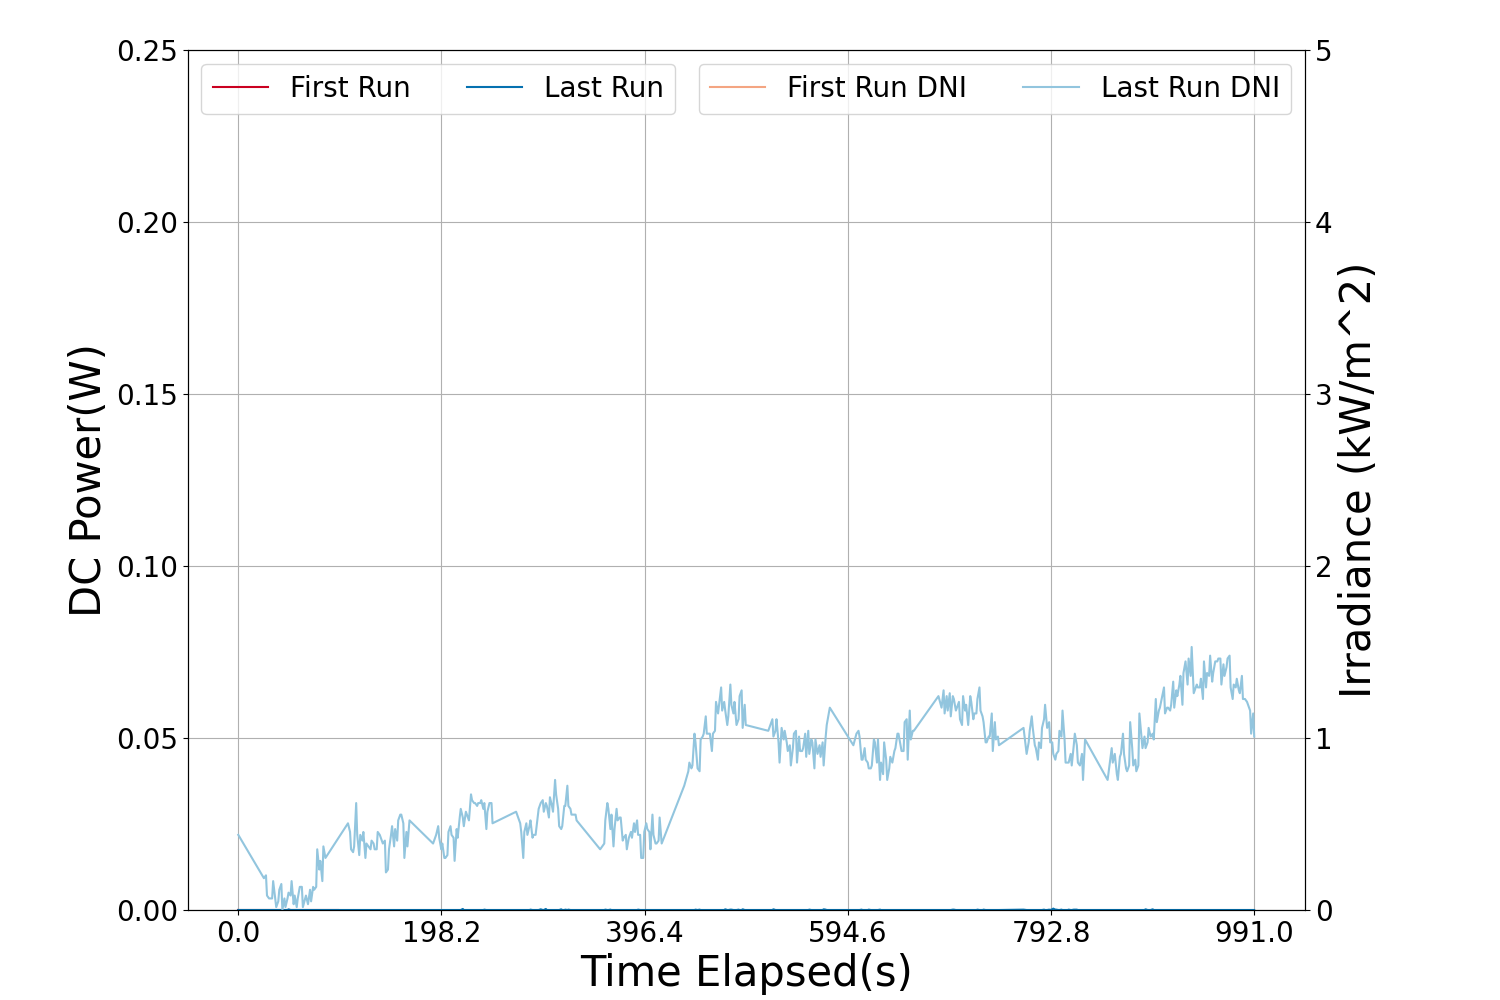 First Run Last Run First Run DNI Last Run DNI
DC Power(W)
0.25
0.20
0.15
0.10
0.05
0.00
5
4
3
2
1
0
Irradiance (kW/m^2)
0.0 198.2 396.4 594.6 792.8 991.0
Time Elapsed(s)